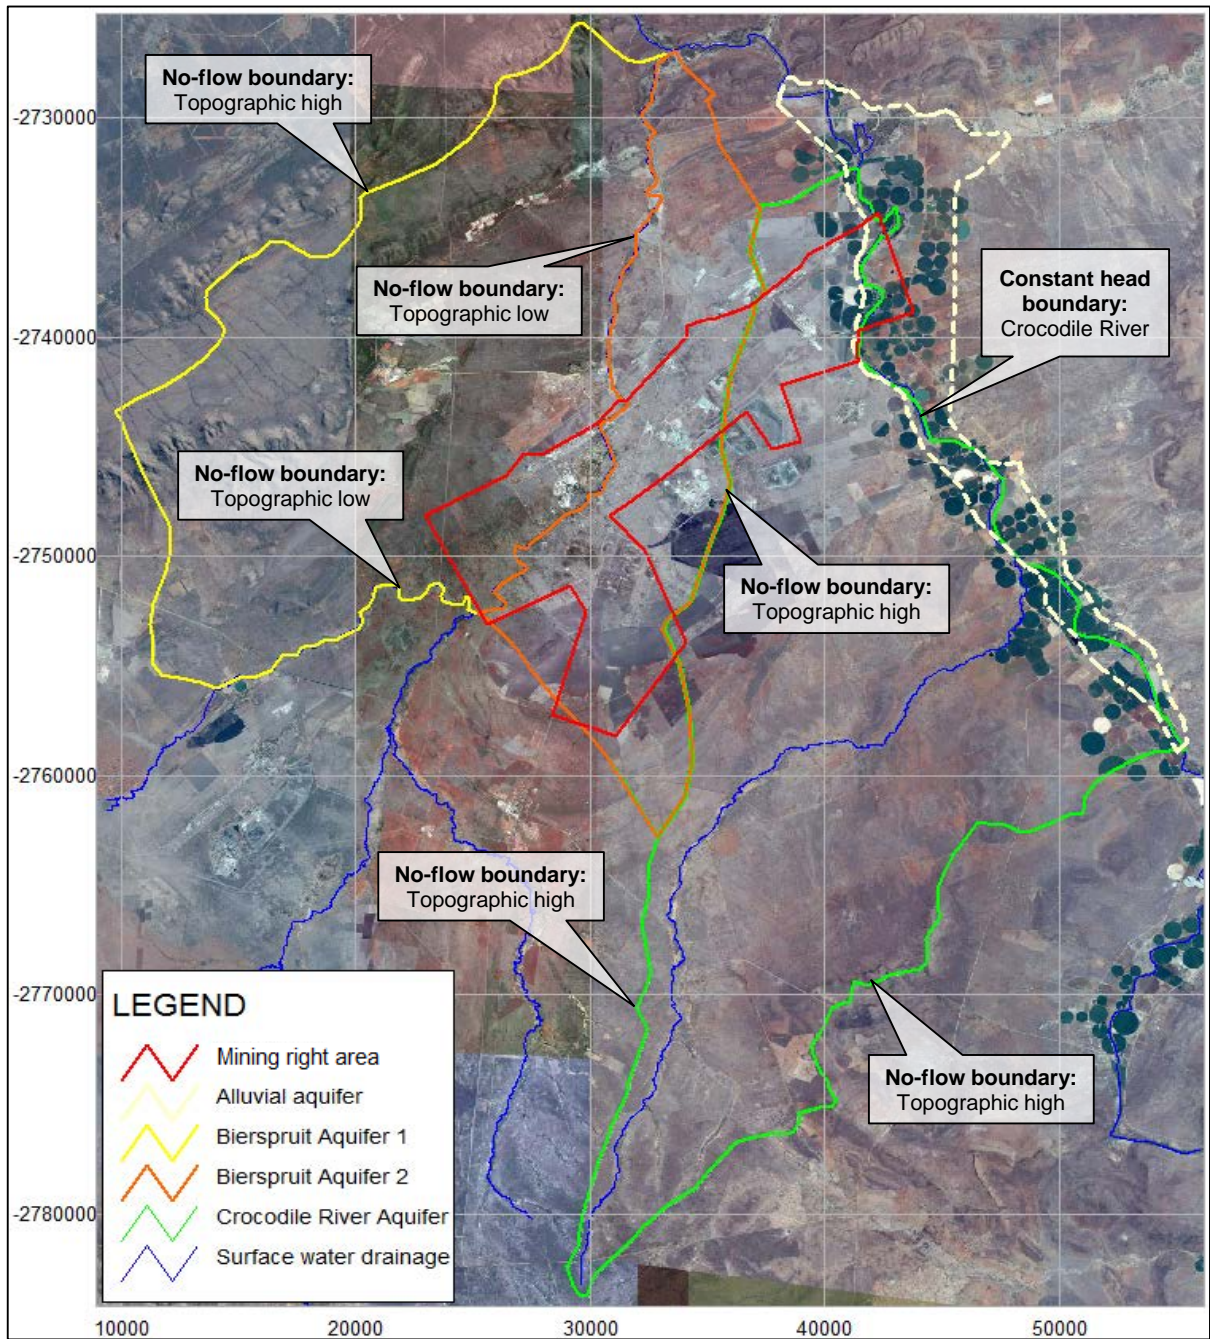 No-flow boundary:
Topographic high
-2730000
No-flow boundary:
Topographic low
Constant head
boundary:
Crocodile River
-2740000
No-flow boundary:
Topographic low
-2750000
No-flow boundary:
Topographic high
-2760000
No-flow boundary:
Topographic high
-2770000
No-flow boundary:
Topographic high
LEGEND
Mining right area
Alluvial aquifer
Bierspruit Aquifer 1
Bierspruit Aquifer 2
Crocodile River Aquifer
Surface water drainage
-2780000
10000 20000 30000 40000 50000